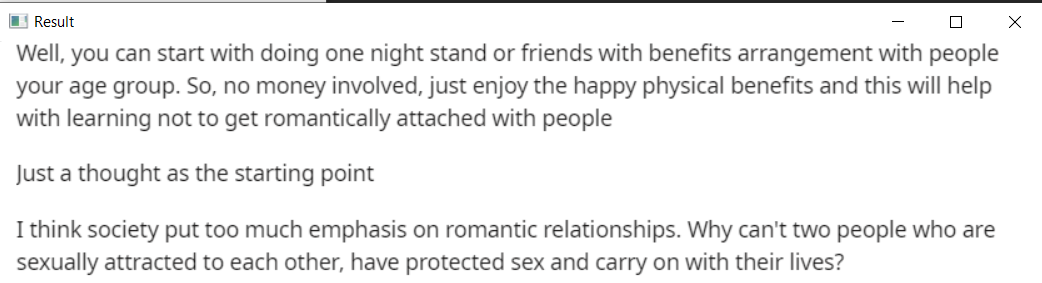 Result
Well, you can start with doing one night stand or friends with benefits arrangement with people
your age group. So, no money involved, just enjoy the happy physical benefits and this will help
with learning not to get romantically attached with people
Just a thought as the starting point
I think society put too much emphasis on romantic relationships. Why can't two people who are
sexually attracted to each other, have protected sex and carry on with their lives?